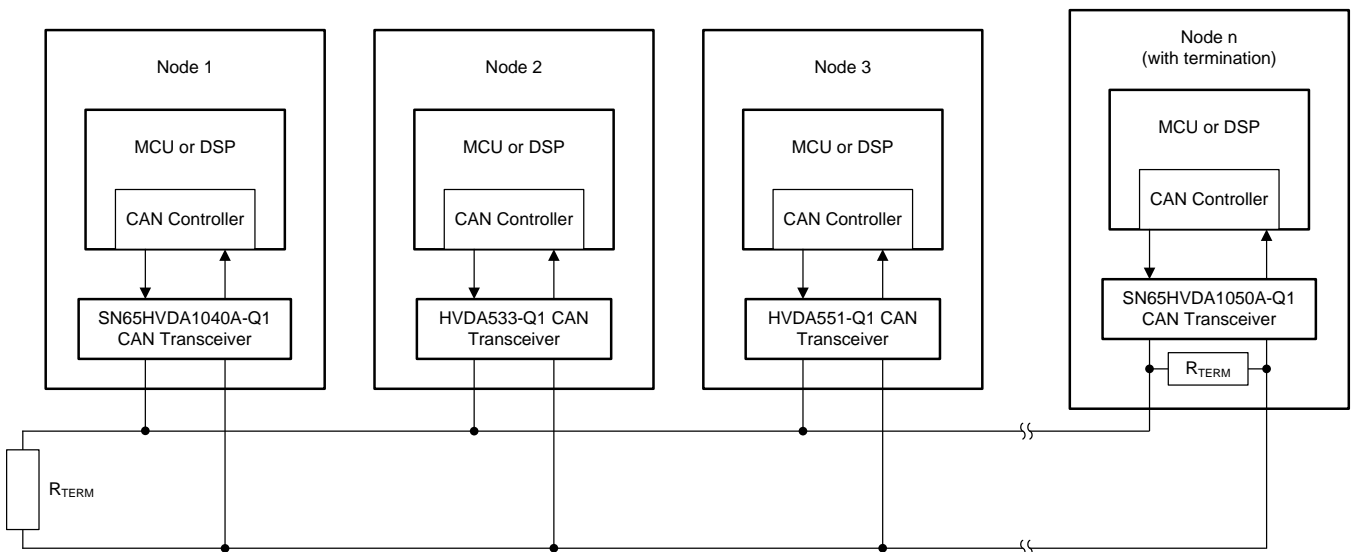 Node 1
MCU or DSP
CAN Controller
SN65HVDA1040A-Q1
CAN Transceiver
Node 2
MCU or DSP
CAN Controller
HVDA533-Q1 CAN
Transceiver
Node 3
MCU or DSP
CAN Controller
HVDA551-Q1 CAN
Transceiver
Node n
(with termination)
MCU or DSP
CAN Controller
SN65HVDA1050A-Q1
CAN Transceiver
RTERM
RTERM